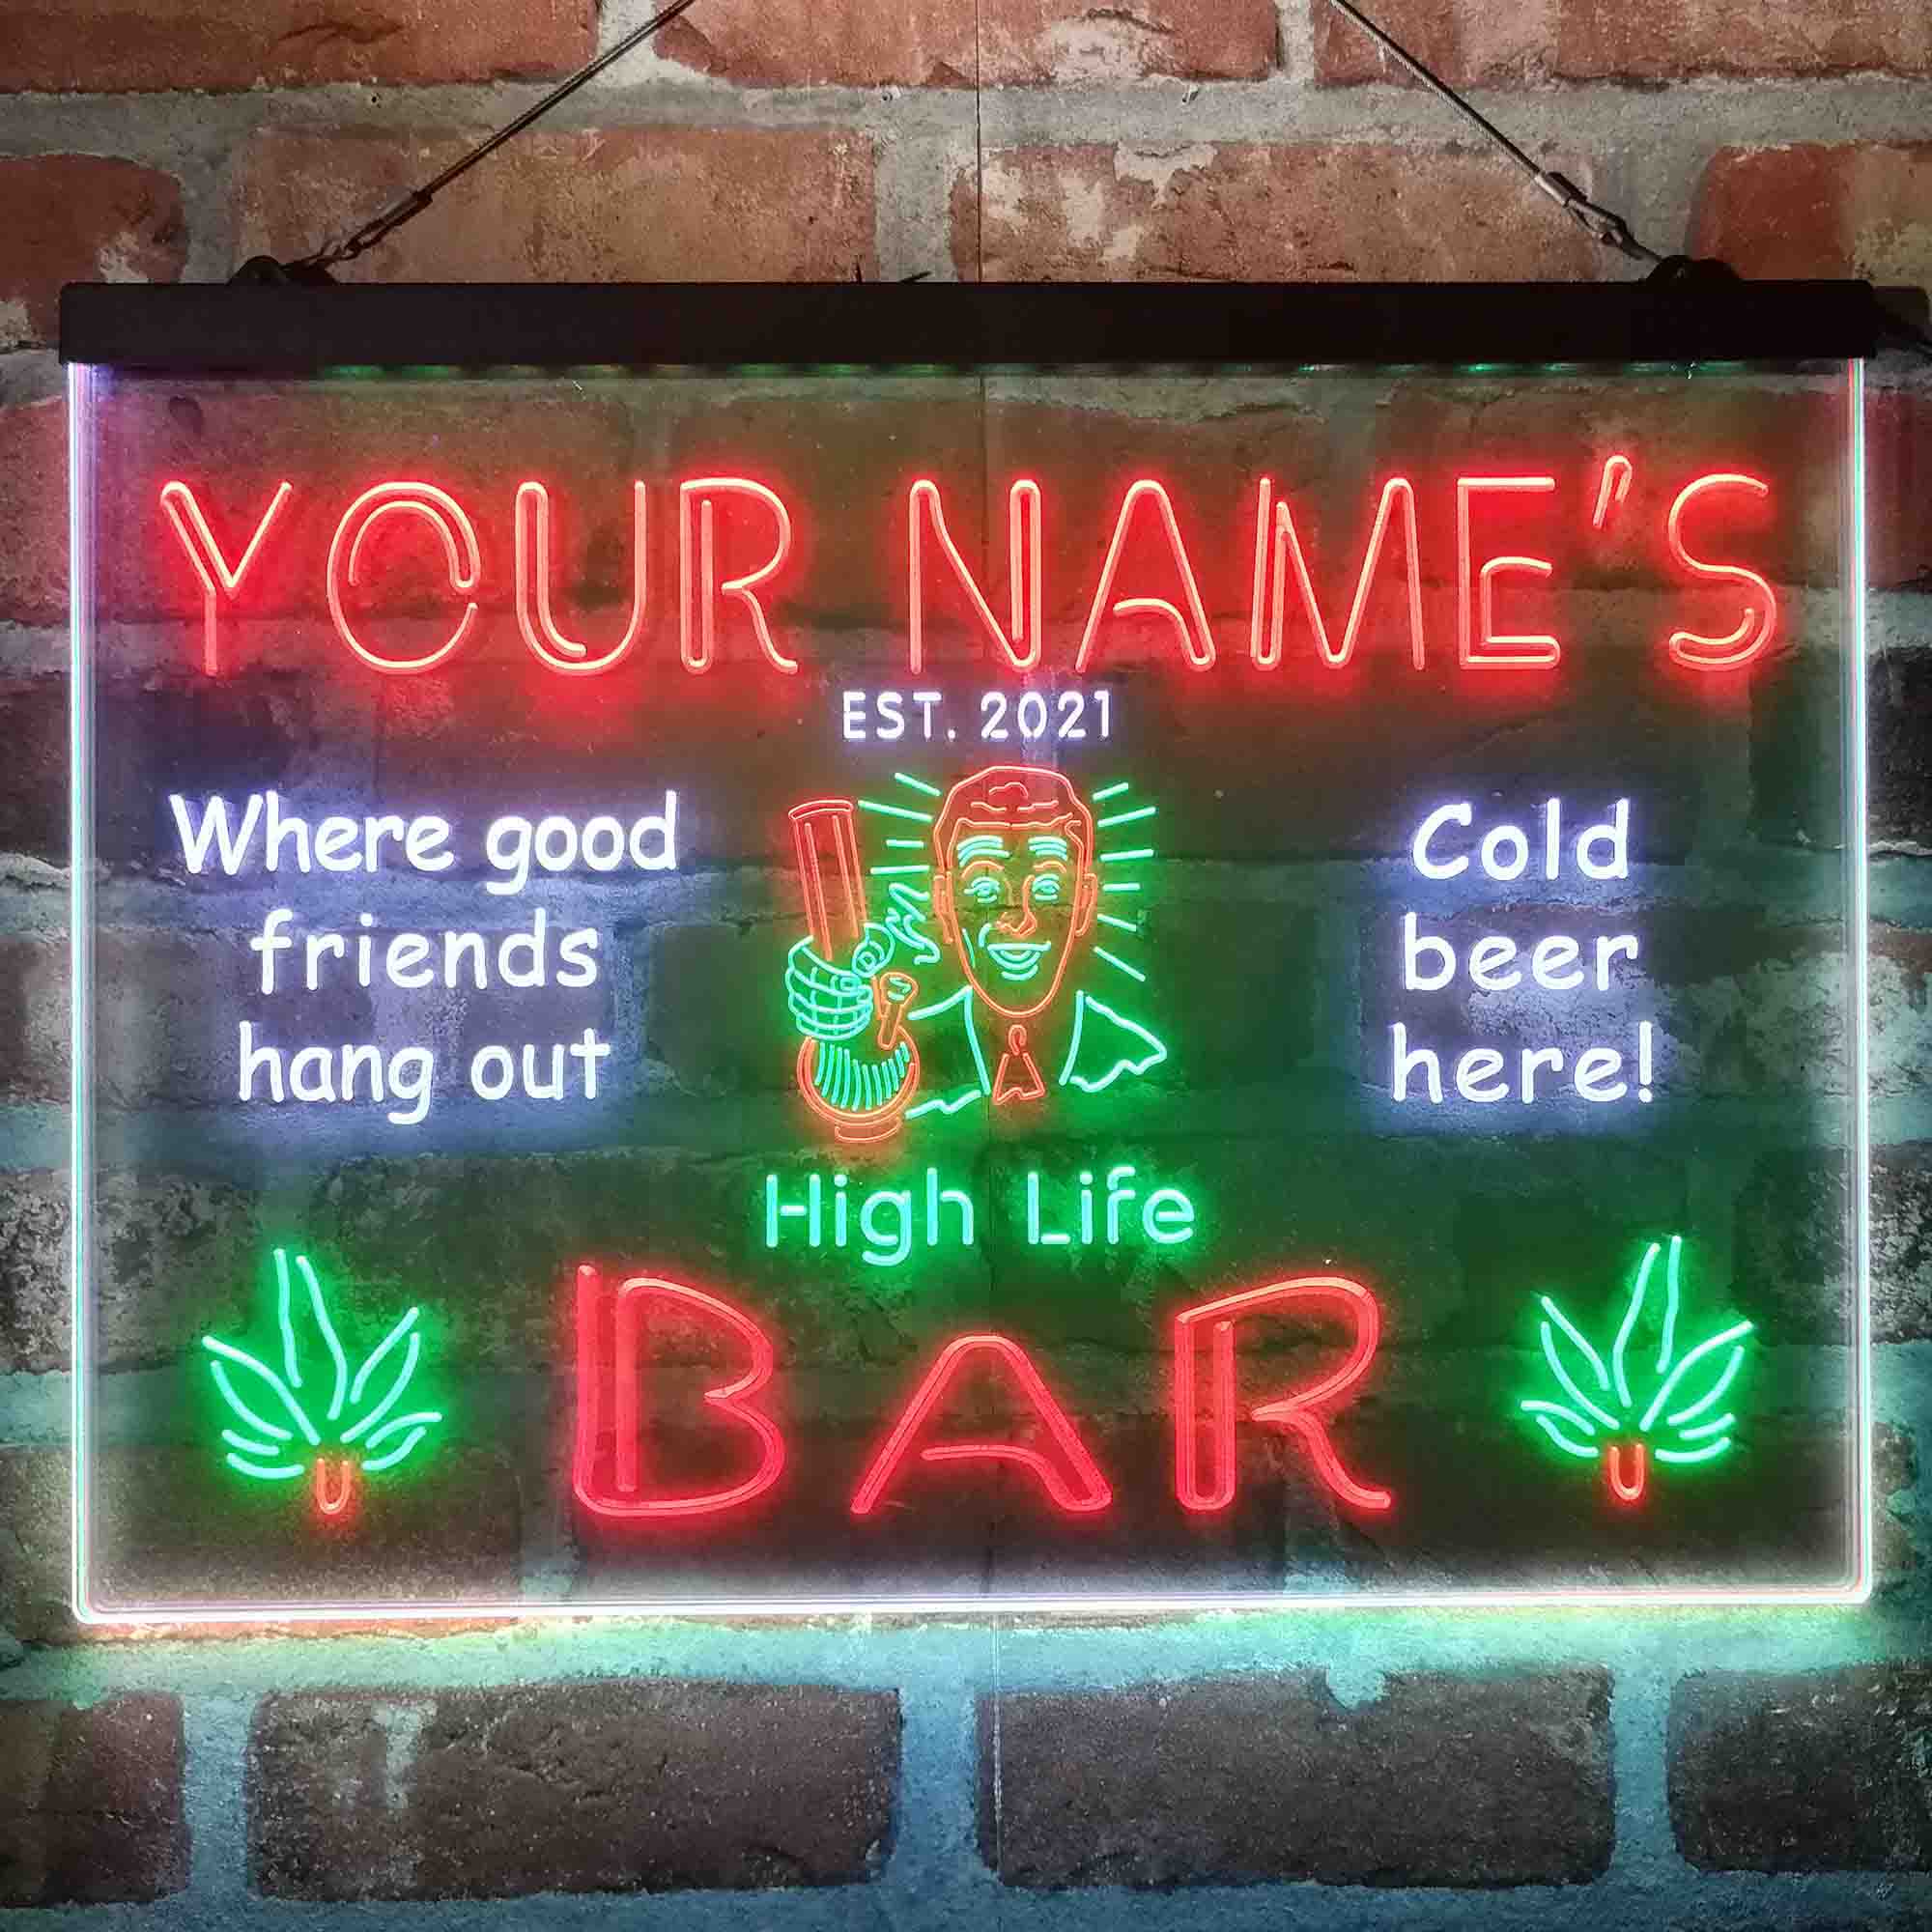 YOUR NAME'S
EST. 2021
Where good
friends
hang out
Cold
beer
here!
High Life
BAR